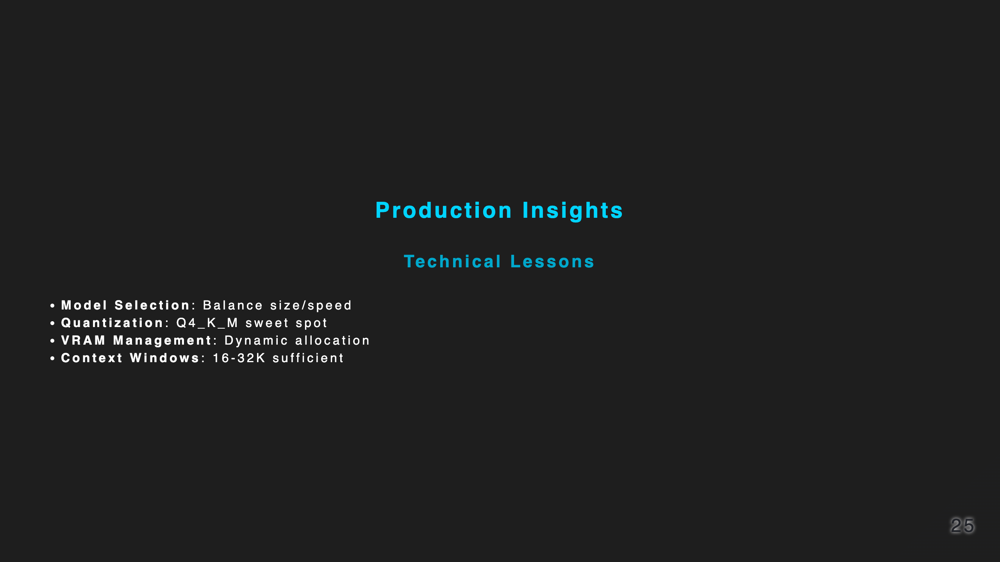 Production Insights
Technical Lessons
• Model Selection: Balance size/speed
• Quantization: Q4_K_M sweet spot
• VRAM Management: Dynamic allocation
• Context Windows: 16-32K sufficient
25